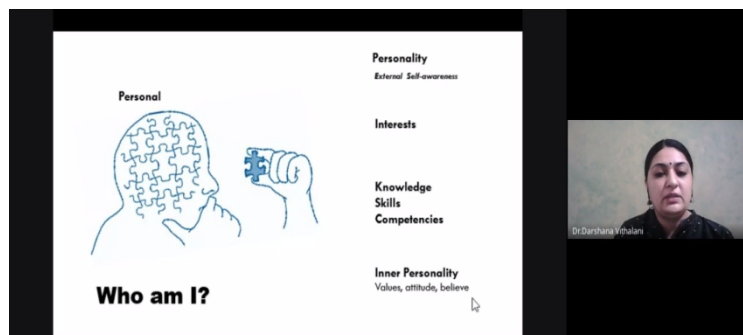 Personal
Who am I?
Personality
External Self-awareness
Interests
Knowledge
Skills
Competencies
Inner Personality
Values, attitude, believe
Dr.Darshana Vithalani